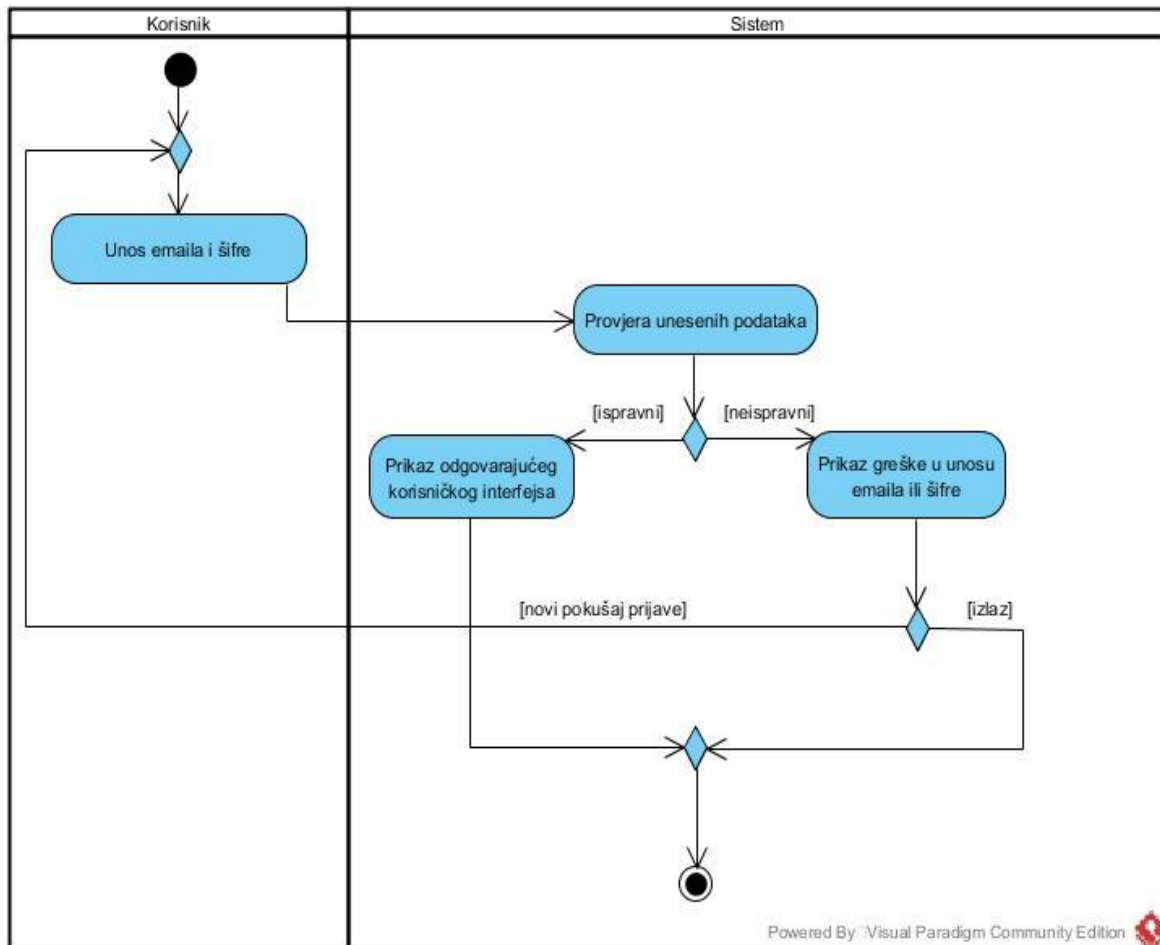 Korisnik
Sistem
Unos emaila i šifre
Provjera unesenih podataka
[ispravni]
[neispravni]
Prikaz odgovarajućeg
korisničkog interfejsa
Prikaz greške u unosu
emaila ili šifre
[novi pokušaj prijave]
[izlaz]
Powered By Visual Paradigm Community Edition